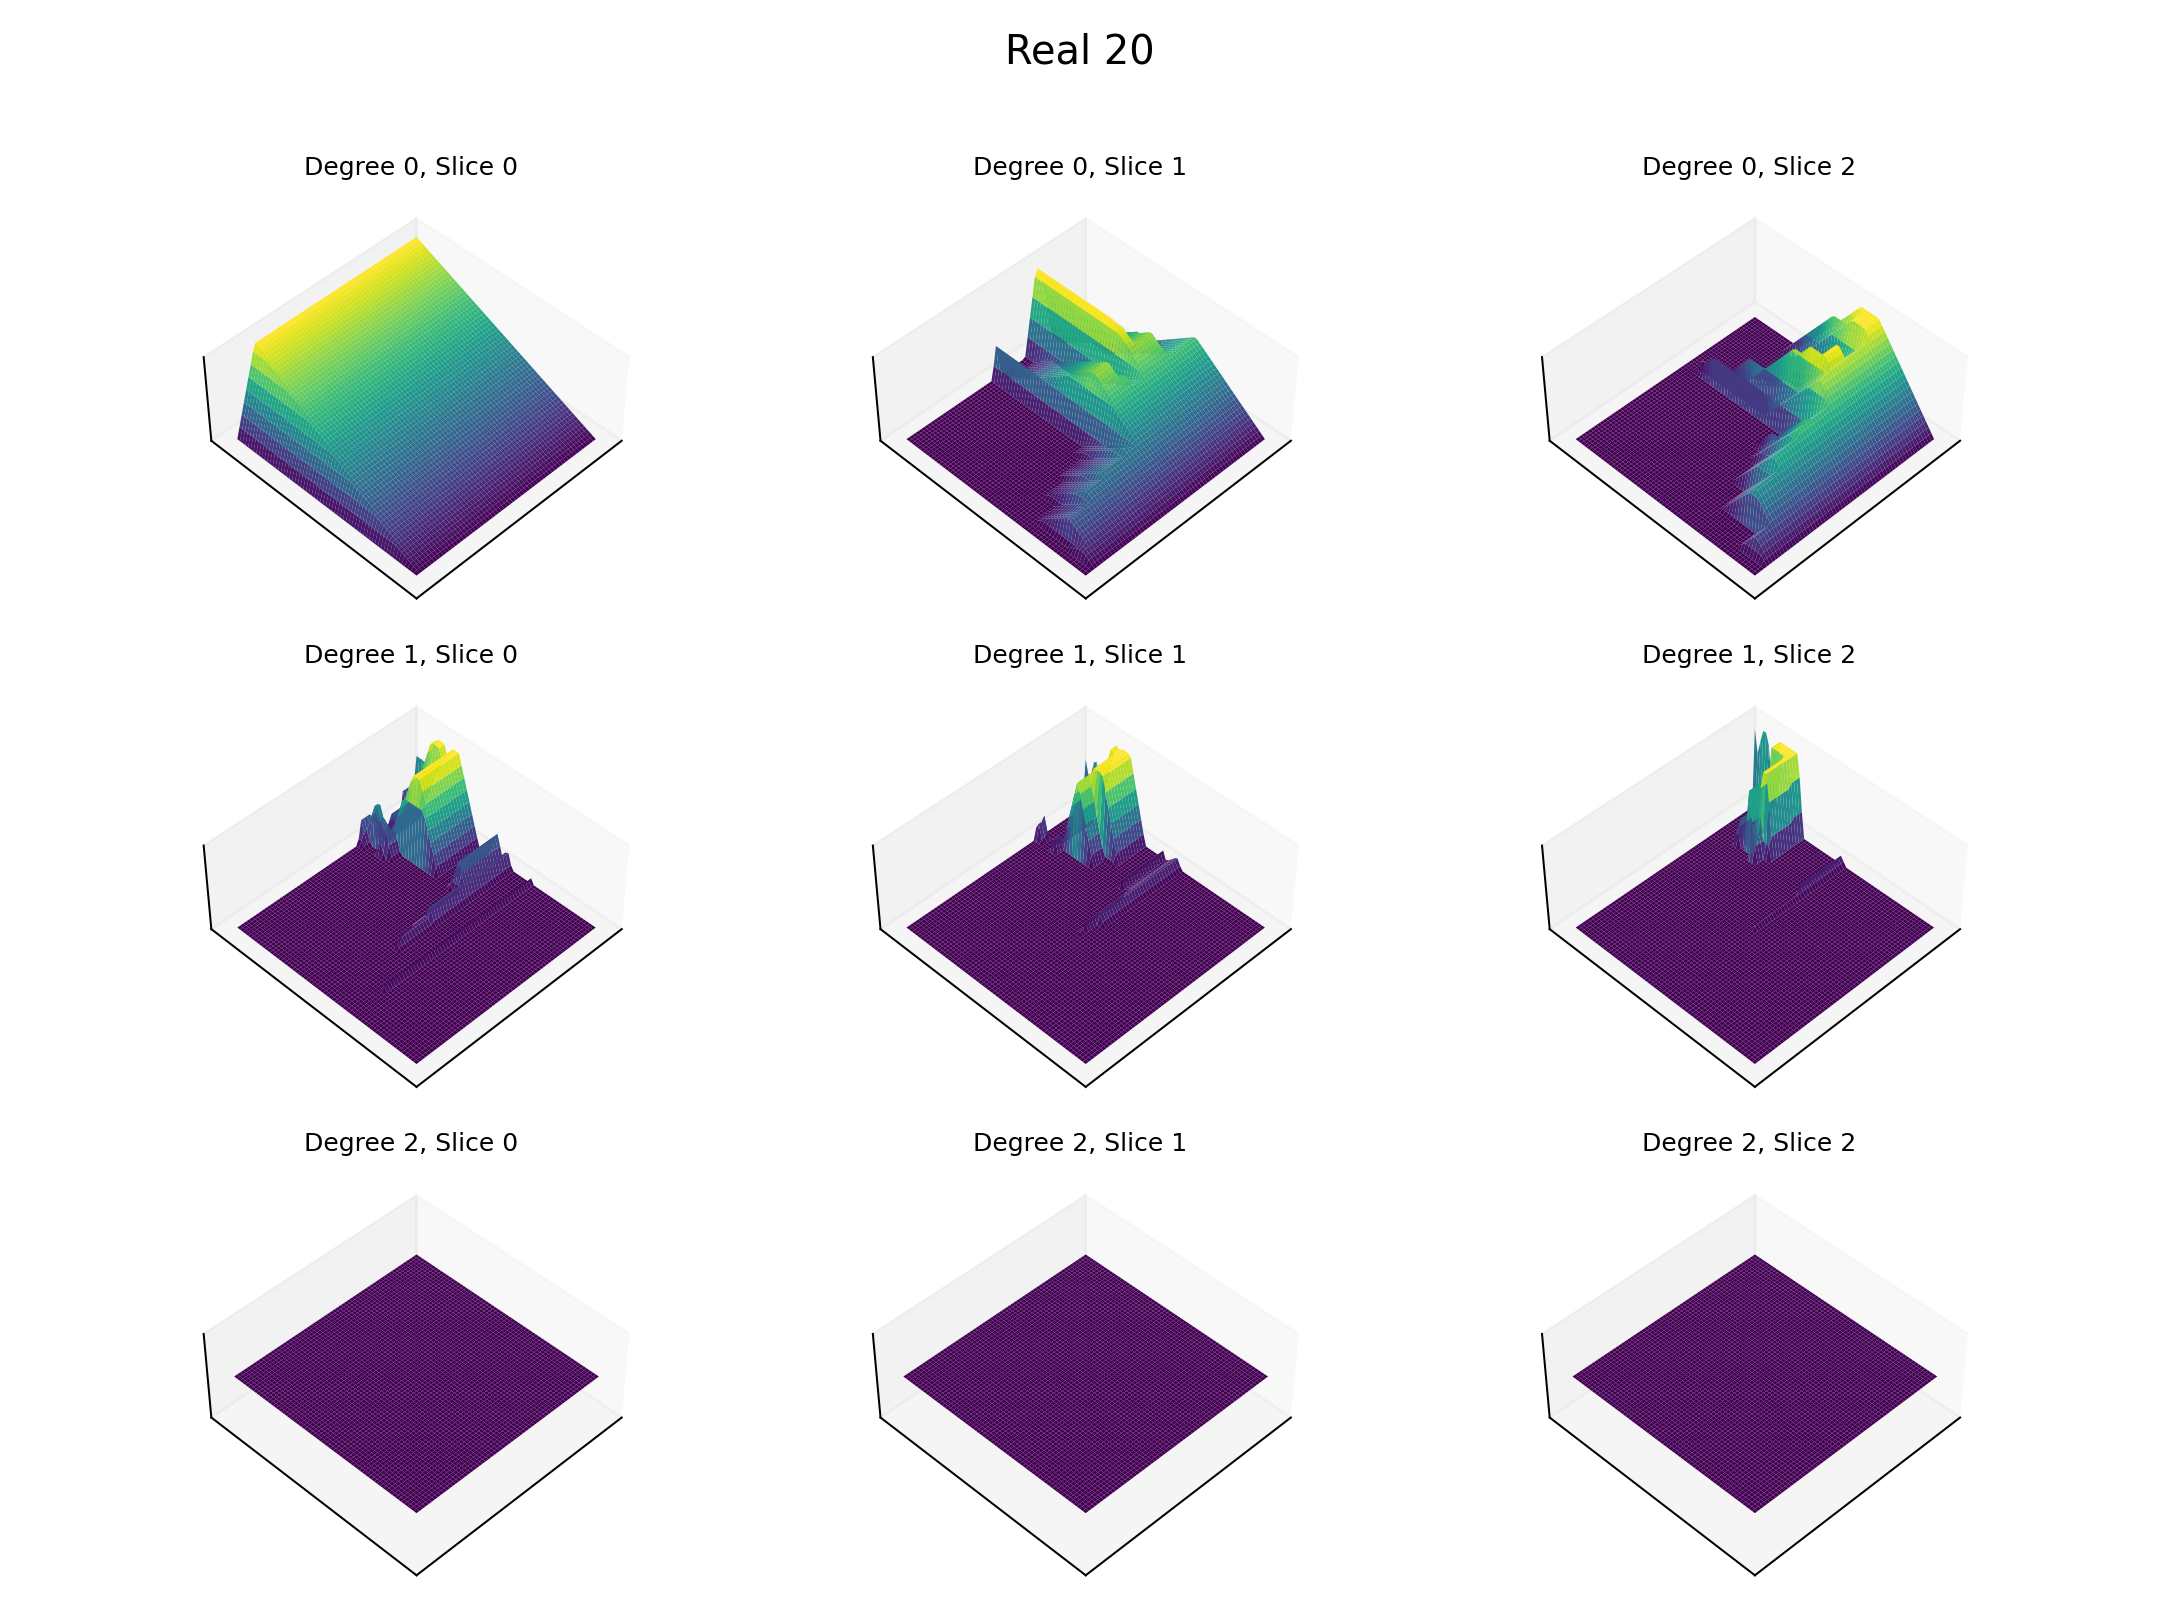 Real 20
Degree 0, Slice 0
Degree 0, Slice 1
Degree 0, Slice 2
Degree 1, Slice 0
Degree 1, Slice 1
Degree 1, Slice 2
Degree 2, Slice 0
Degree 2, Slice 1
Degree 2, Slice 2